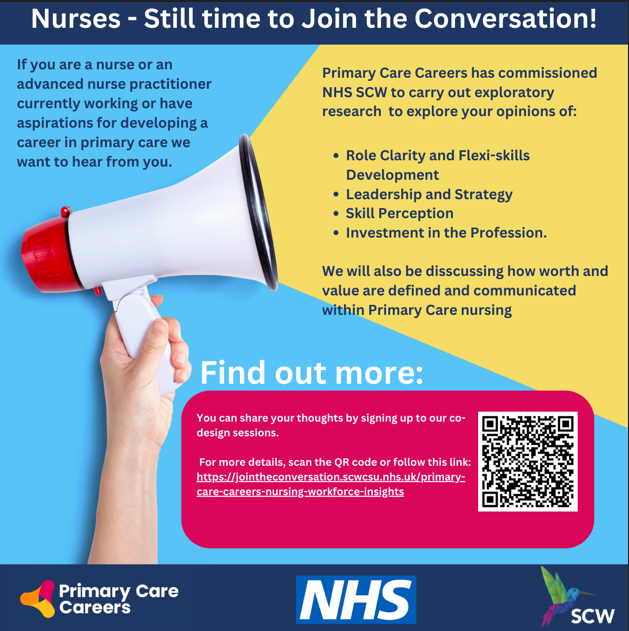 Nurses - Still time to Join the Conversation!
If you are a nurse or an
advanced nurse practitioner
currently working or have
aspirations for developing a
career in primary care we
want to hear from you.
Primary Care Careers has commissioned
NHS SCW to carry out exploratory
research  to explore your opinions of:
• Role Clarity and Flexi-skills
Development
• Leadership and Strategy
• Skill Perception
• Investment in the Profession.
We will also be disscussing how worth and
value are defined and communicated
within Primary Care nursing
Find out more:
You can share your thoughts by signing up to our co-
design sessions.
For more details, scan the QR code or follow this link:
https://jointheconversation.scwcsu.nhs.uk/primary-
care-careers-nursing-workforce-insights
Primary Care
Careers
NHS
SCW